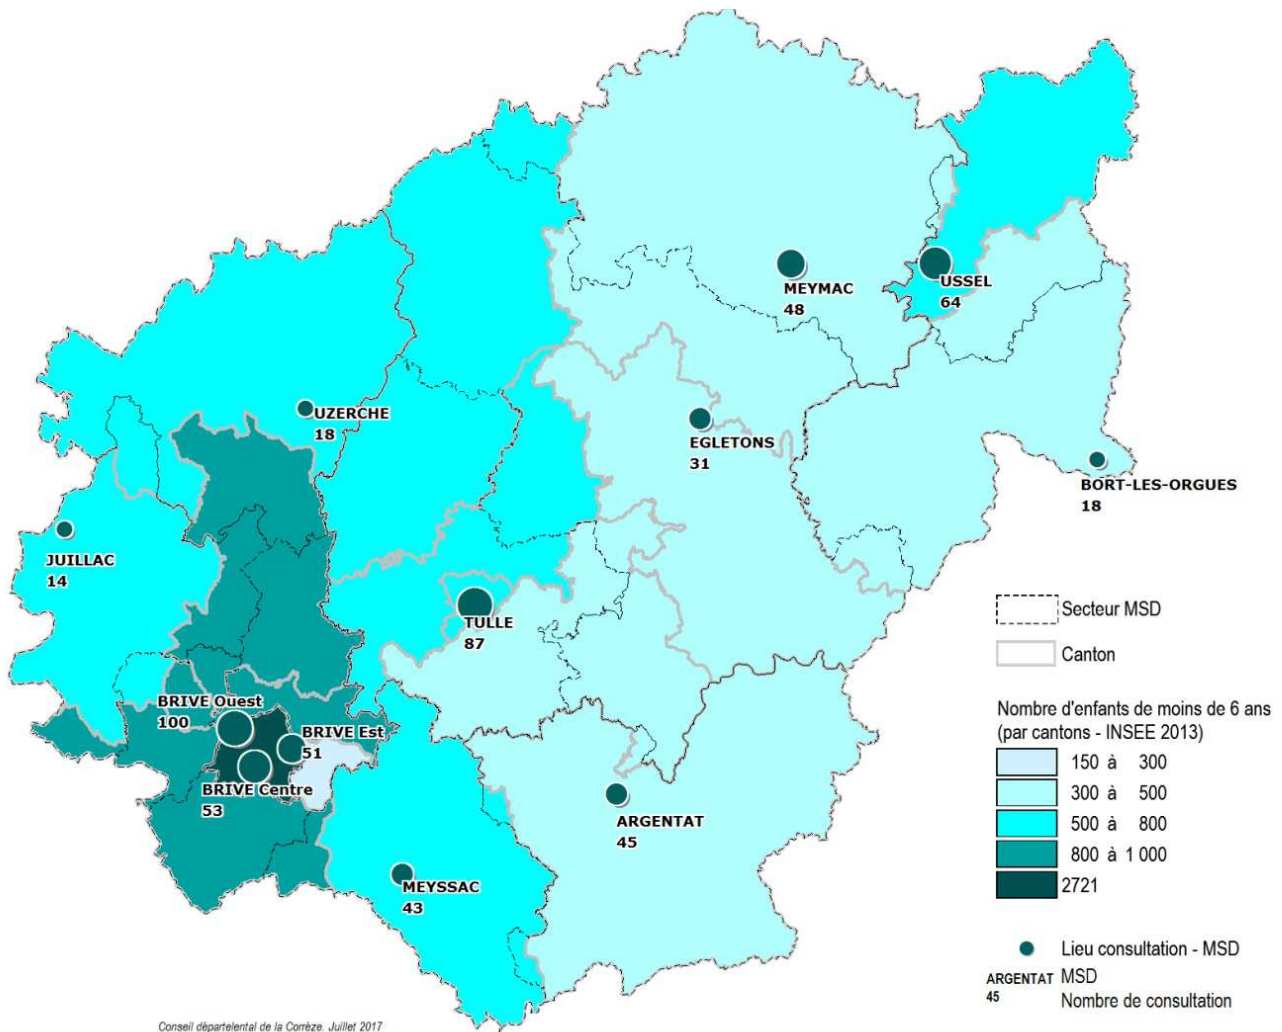 MEYMAC
48
USSEL
64
UZERCHE
18
EGLETONS
31
BORT-LES-ORGUES
18
JUILLAC
14
TULLE
87
BRIVE Ouest
100
BRIVE Est
51
BRIVE Centre
53
ARGENTAT
45
MEYSSAC
43
Secteur MSD
Canton
Nombre d'enfants de moins de 6 ans
(par cantons - INSEE 2013)
150 à 300
300 à 500
500 à 800
800 à 1 000
2721
Lieu consultation - MSD
ARGENTAT MSD
45 Nombre de consultation
Conseil départelental de la Corrèze. Juillet 2017